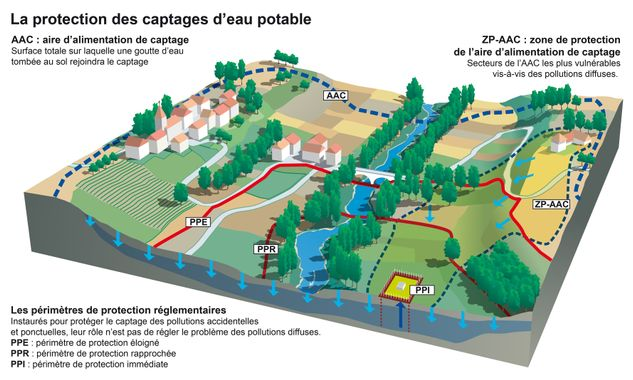 La protection des captages d'eau potable
AAC : aire d'alimentation de captage
Surface totale sur laquelle une goutte d'eau
tombée au sol rejoindra le captage
ZP-AAC : zone de protection
de l'aire d'alimentation de captage
Secteurs de l'AAC les plus vulnérables
vis-à-vis des pollutions diffuses.
AAC
ZP-AAC
PPE
PPR
PPI
Les périmètres de protection réglementaires
Instaurés pour protéger le captage des pollutions accidentelles
et ponctuelles, leur rôle n'est pas de régler le problème des pollutions diffuses.
PPE : périmètre de protection éloigné
PPR : périmètre de protection rapprochée
PPI : périmètre de protection immédiate